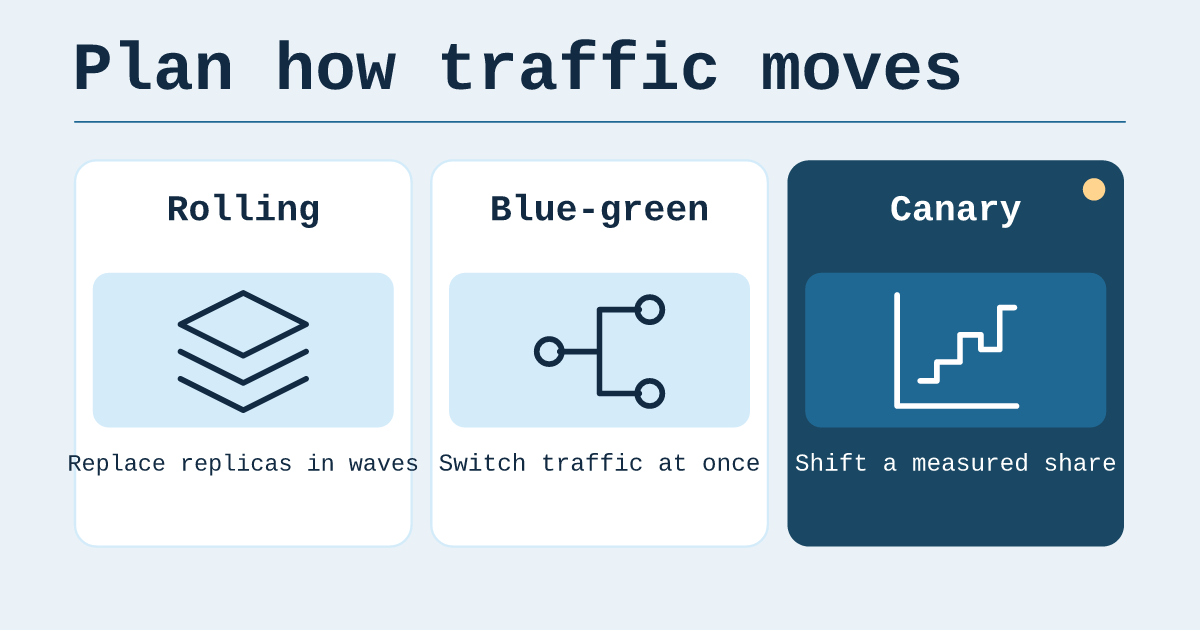 Plan how traffic moves
Rolling
Replace replicas in waves
Blue-green
Switch traffic at once
Canary
Shift a measured share